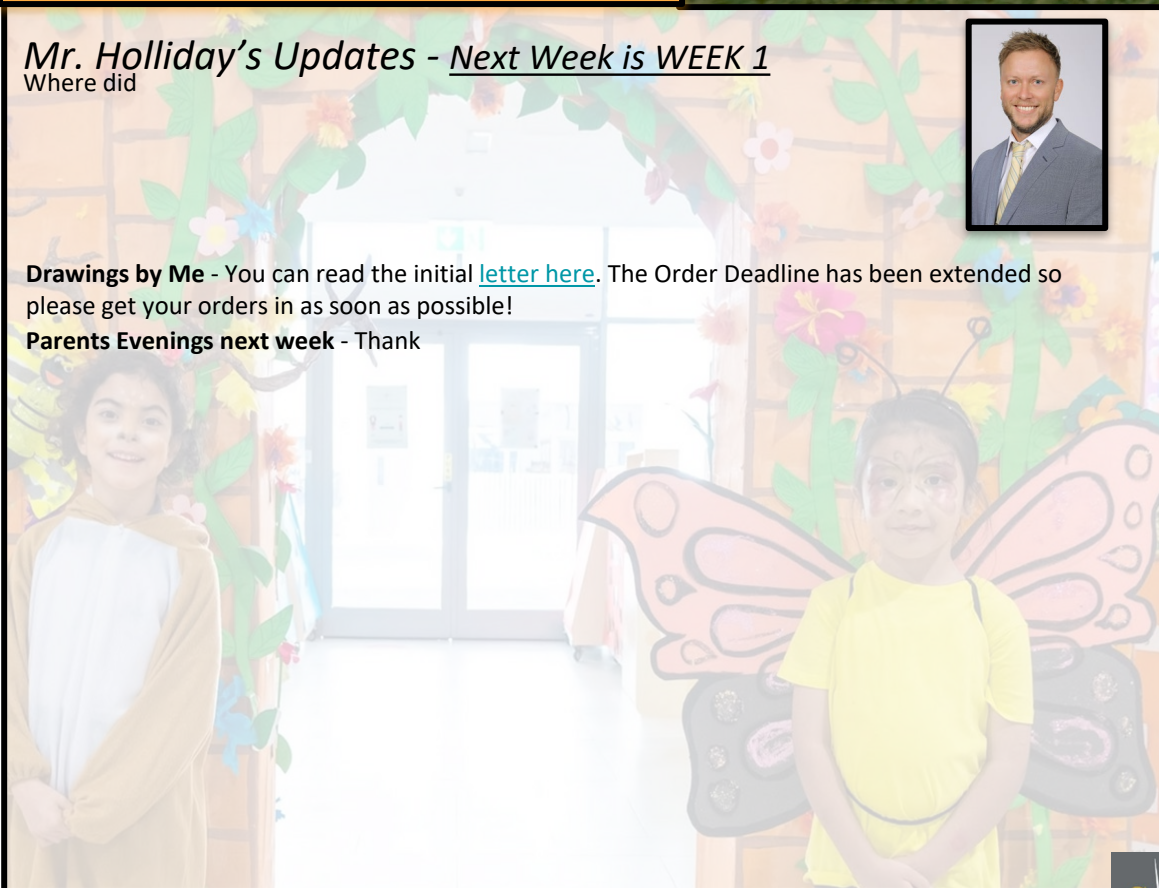 Mr. Holliday’s Updates - Next Week is WEEK 1
Where did
Drawings by Me - You can read the initial letter here. The Order Deadline has been extended so
please get your orders in as soon as possible!
Parents Evenings next week - Thank